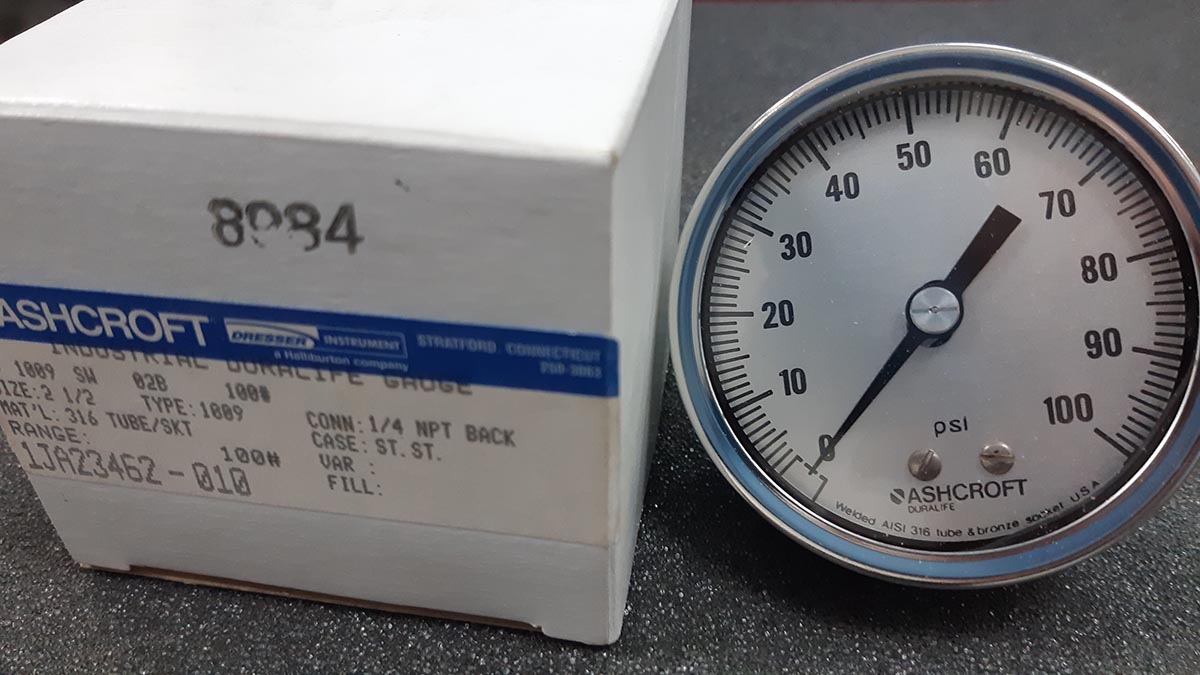 8984
ASHCROFT DRESSER INSTRUMENT STRATFORD, CONNECTICUT
a Halliburton company
INDUSTRIAL DURALIFE GAUGE
1009 SW 02B 100#
SIZE:2 1/2 TYPE:1009
MAT'L: 316 TUBE/SKT
RANGE: 100#
1JA23462-010
CONN:1/4 NPT BACK
CASE:ST.ST.
VAR :
FILL:
0
10
20
30
40
50
60
70
80
90
100
psi
ASHCROFT
DURALIFE
Welded AISI 316 tube & bronze socket USA